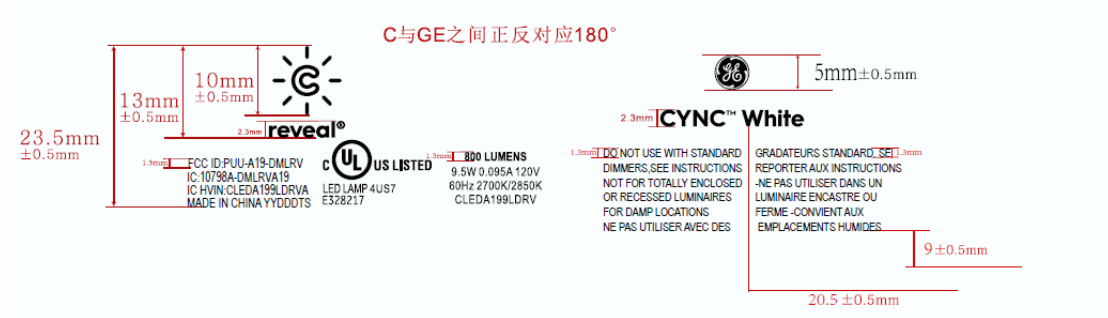 C与GE之间正反对应180°
10mm
±0.5mm
13mm
±0.5mm
23.5mm
±0.5mm
C
2.3mm
reveal®
1.3mm
FCC ID:PUU-A19-DMLRV
IC:10798A-DMLRVA19
IC HVIN:CLEDA199LDRVA
MADE IN CHINA YYDDDTS
C UL US LISTED
LED LAMP 4US7
E328217
1.3mm
800 LUMENS
9.5W 0.095A 120V
60Hz 2700K/2850K
CLEDA199LDRV
GE
5mm±0.5mm
2.3mm
CYNC™ White
1.3mm
DO NOT USE WITH STANDARD
DIMMERS,SEE INSTRUCTIONS
NOT FOR TOTALLY ENCLOSED
OR RECESSED LUMINAIRES
FOR DAMP LOCATIONS
NE PAS UTILISER AVEC DES
GRADATEURS STANDARD,
.3mm
REPORTER AUX INSTRUCTIONS
-NE PAS UTILISER DANS UN
LUMINAIRE ENCASTRE OU
FERME -CONVIENT AUX
EMPLACEMENTS HUMIDES
9±0.5mm
20.5±0.5mm